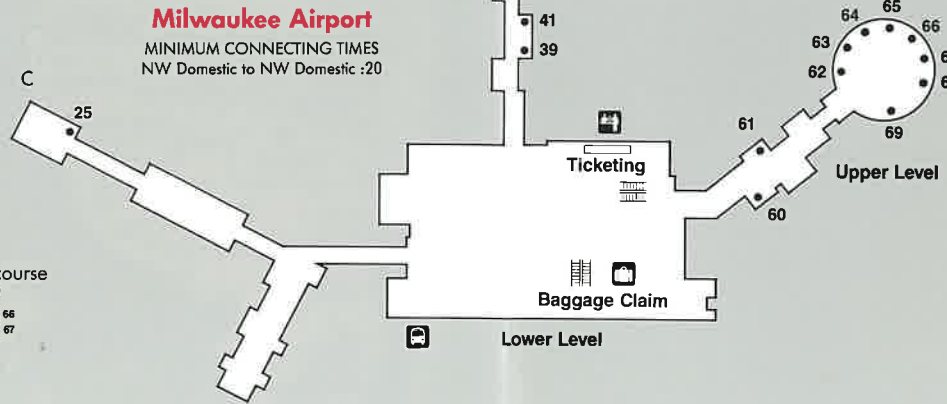 Milwaukee Airport
MINIMUM CONNECTING TIMES
NW Domestic to NW Domestic :20
41
39
C
25
65
64
66
63
62
61
69
60
Ticketing
Upper Level
Baggage Claim
Lower Level
66
67